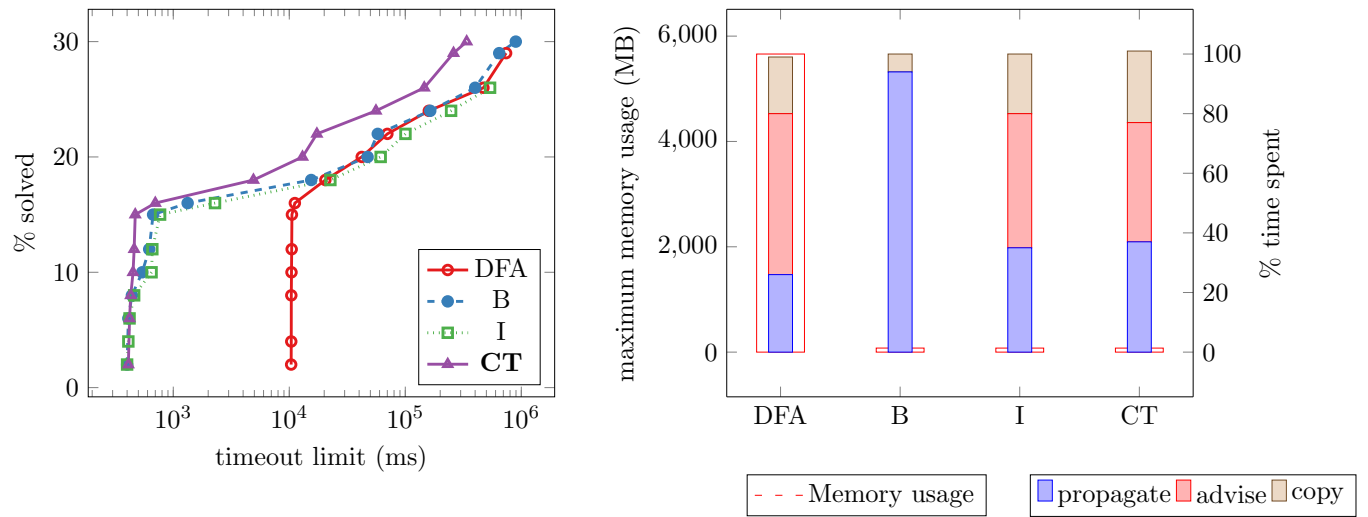 % solved
30
20
10
0
10^3
10^4
10^5
10^6
timeout limit (ms)
DFA
B
I
CT
maximum memory usage (MB)
6,000
4,000
2,000
0
DFA
B
I
CT
100
80
60
40
20
0
% time spent
Memory usage
propagate advise copy